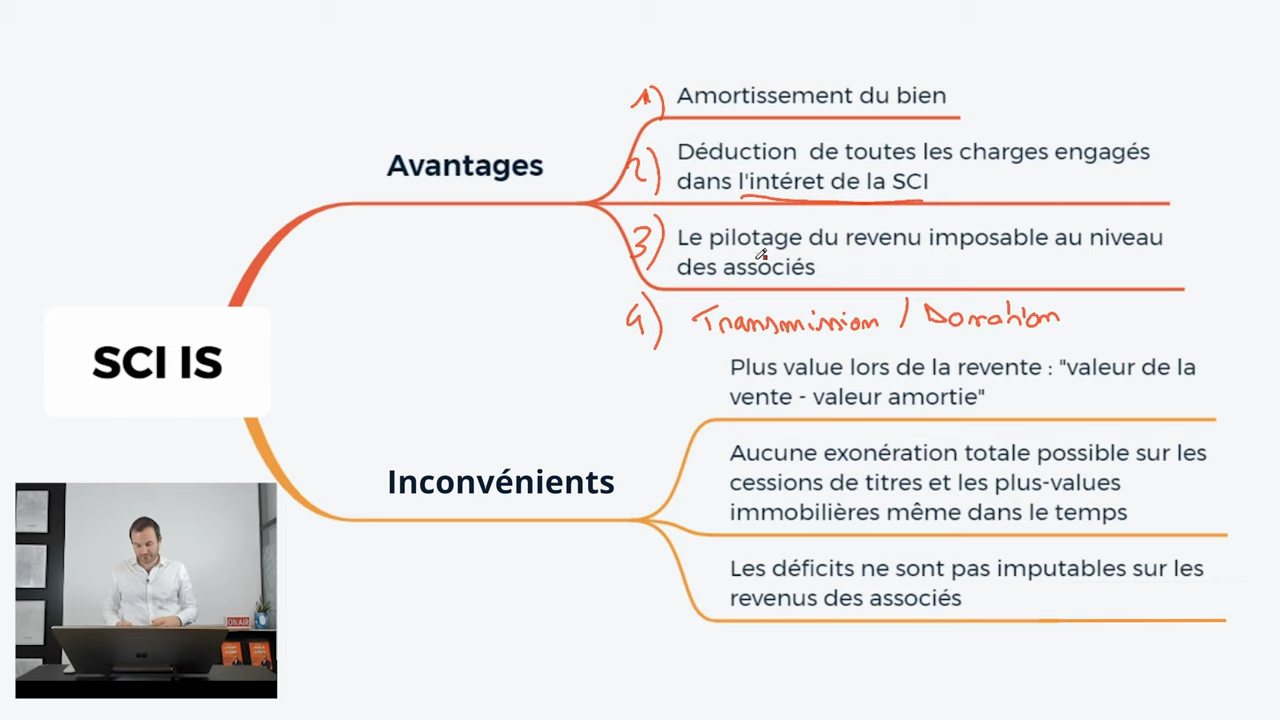 1) Amortissement du bien
Avantages
2) Déduction de toutes les charges engagés
dans l'intéret de la SCI
3) Le pilotage du revenu imposable au niveau
des associés
4) Transmission / Donation
SCI IS
Plus value lors de la revente : "valeur de la
vente - valeur amortie"
Inconvénients
Aucune exonération totale possible sur les
cessions de titres et les plus-values
immobilières même dans le temps
Les déficits ne sont pas imputables sur les
revenus des associés
ON AIR